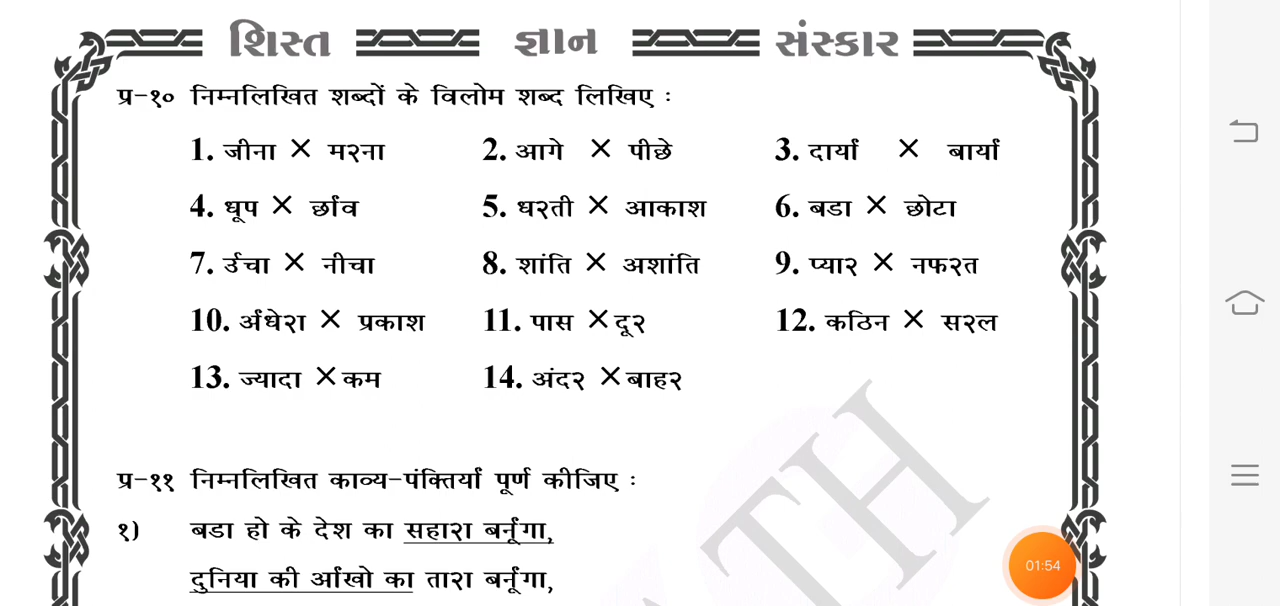 શિસ્ત જ્ઞાન સંસ્કાર
प्र-१० निम्नलिखित शब्दों के विलोम शब्द लिखिए :
1. जीना × मरना 2. आगे × पीछे 3. दायाँ × बायाँ
4. धूप × छाँव 5. धरती × आकाश 6. बडा × छोटा
7. उँचा × नीचा 8. शांति × अशांति 9. प्यार × नफरत
10. अँधेरा × प्रकाश 11. पास × दूर 12. कठिन × सरल
13. ज्यादा × कम 14. अंदर × बाहर
प्र-११ निम्नलिखित काव्य-पंक्तियाँ पूर्ण कीजिए :
१) बडा हो के देश का सहारा बनूँगा,
दुनिया की आँखो का तारा बनूँगा,
01:54